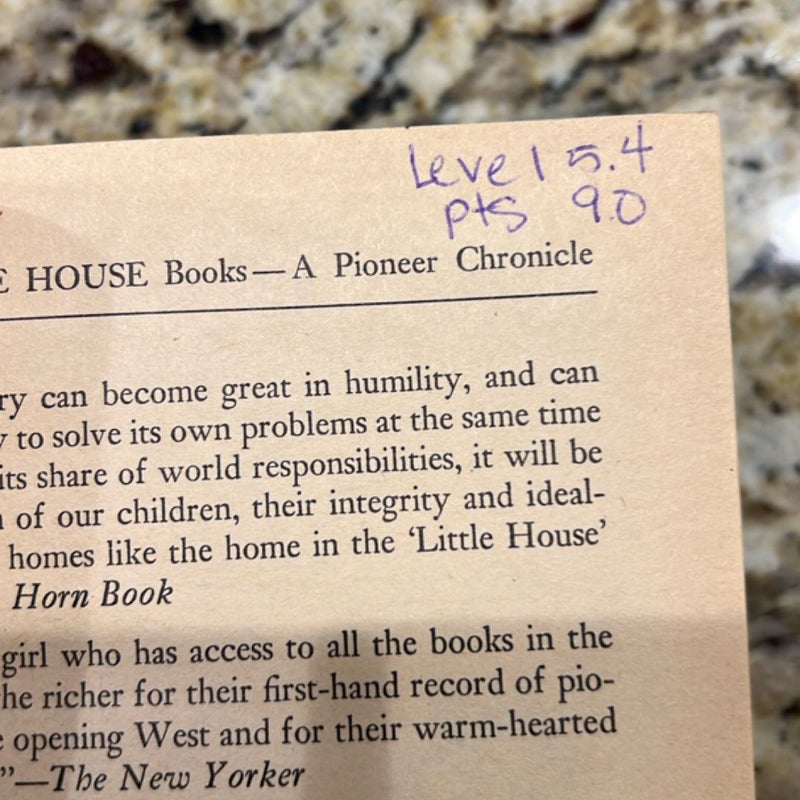 Level 5.4
pts 9.0
HOUSE Books—A Pioneer Chronicle
can become great in humility, and can
to solve its own problems at the same time
its share of world responsibilities, it will be
of our children, their integrity and ideal-
homes like the home in the ‘Little House’
Horn Book
girl who has access to all the books in the
richer for their first-hand record of pio-
opening West and for their warm-hearted
”—The New Yorker